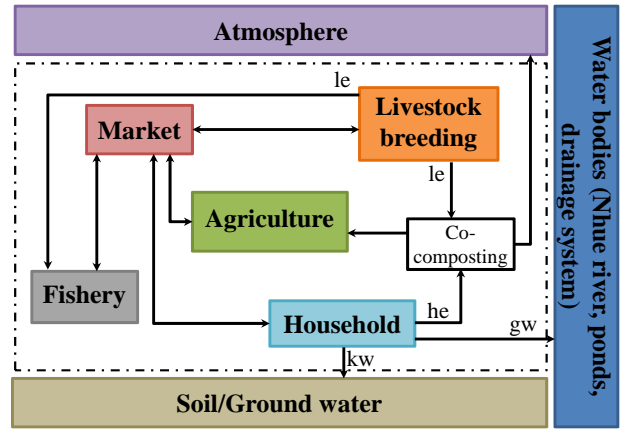 Atmosphere
le
Livestock
breeding
Market
le
Agriculture
Co-
composting
Fishery
Household
he
gw
kw
Soil/Ground water
Water bodies (Nhue river, ponds,
drainage system)